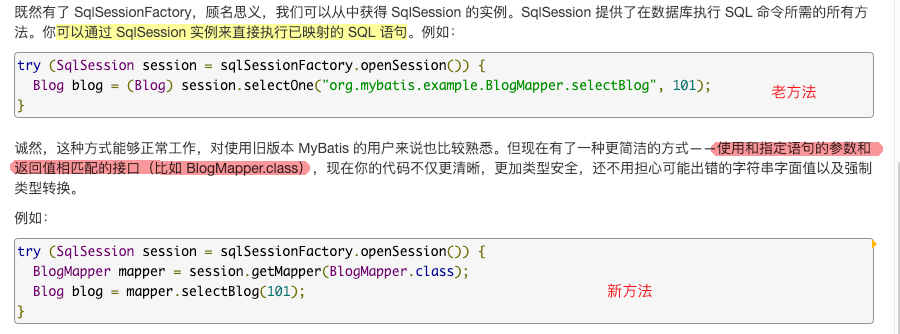 既然有了 SqlSessionFactory，顾名思义，我们可以从中获得 SqlSession 的实例。SqlSession 提供了在数据库执行 SQL 命令所需的所有方
法。你可以通过 SqlSession 实例来直接执行已映射的 SQL 语句。例如：
try (SqlSession session = sqlSessionFactory.openSession()) {
  Blog blog = (Blog) session.selectOne("org.mybatis.example.BlogMapper.selectBlog", 101);
老方法
}
诚然，这种方式能够正常工作，对使用旧版本 MyBatis 的用户来说也比较熟悉。但现在有了一种更简洁的方式——使用和指定语句的参数和
返回值相匹配的接口（比如 BlogMapper.class），现在你的代码不仅更清晰，更加类型安全，还不用担心可能出错的字符串字面值以及强制
类型转换。
例如：
try (SqlSession session = sqlSessionFactory.openSession()) {
  BlogMapper mapper = session.getMapper(BlogMapper.class);
  Blog blog = mapper.selectBlog(101);
新方法
}